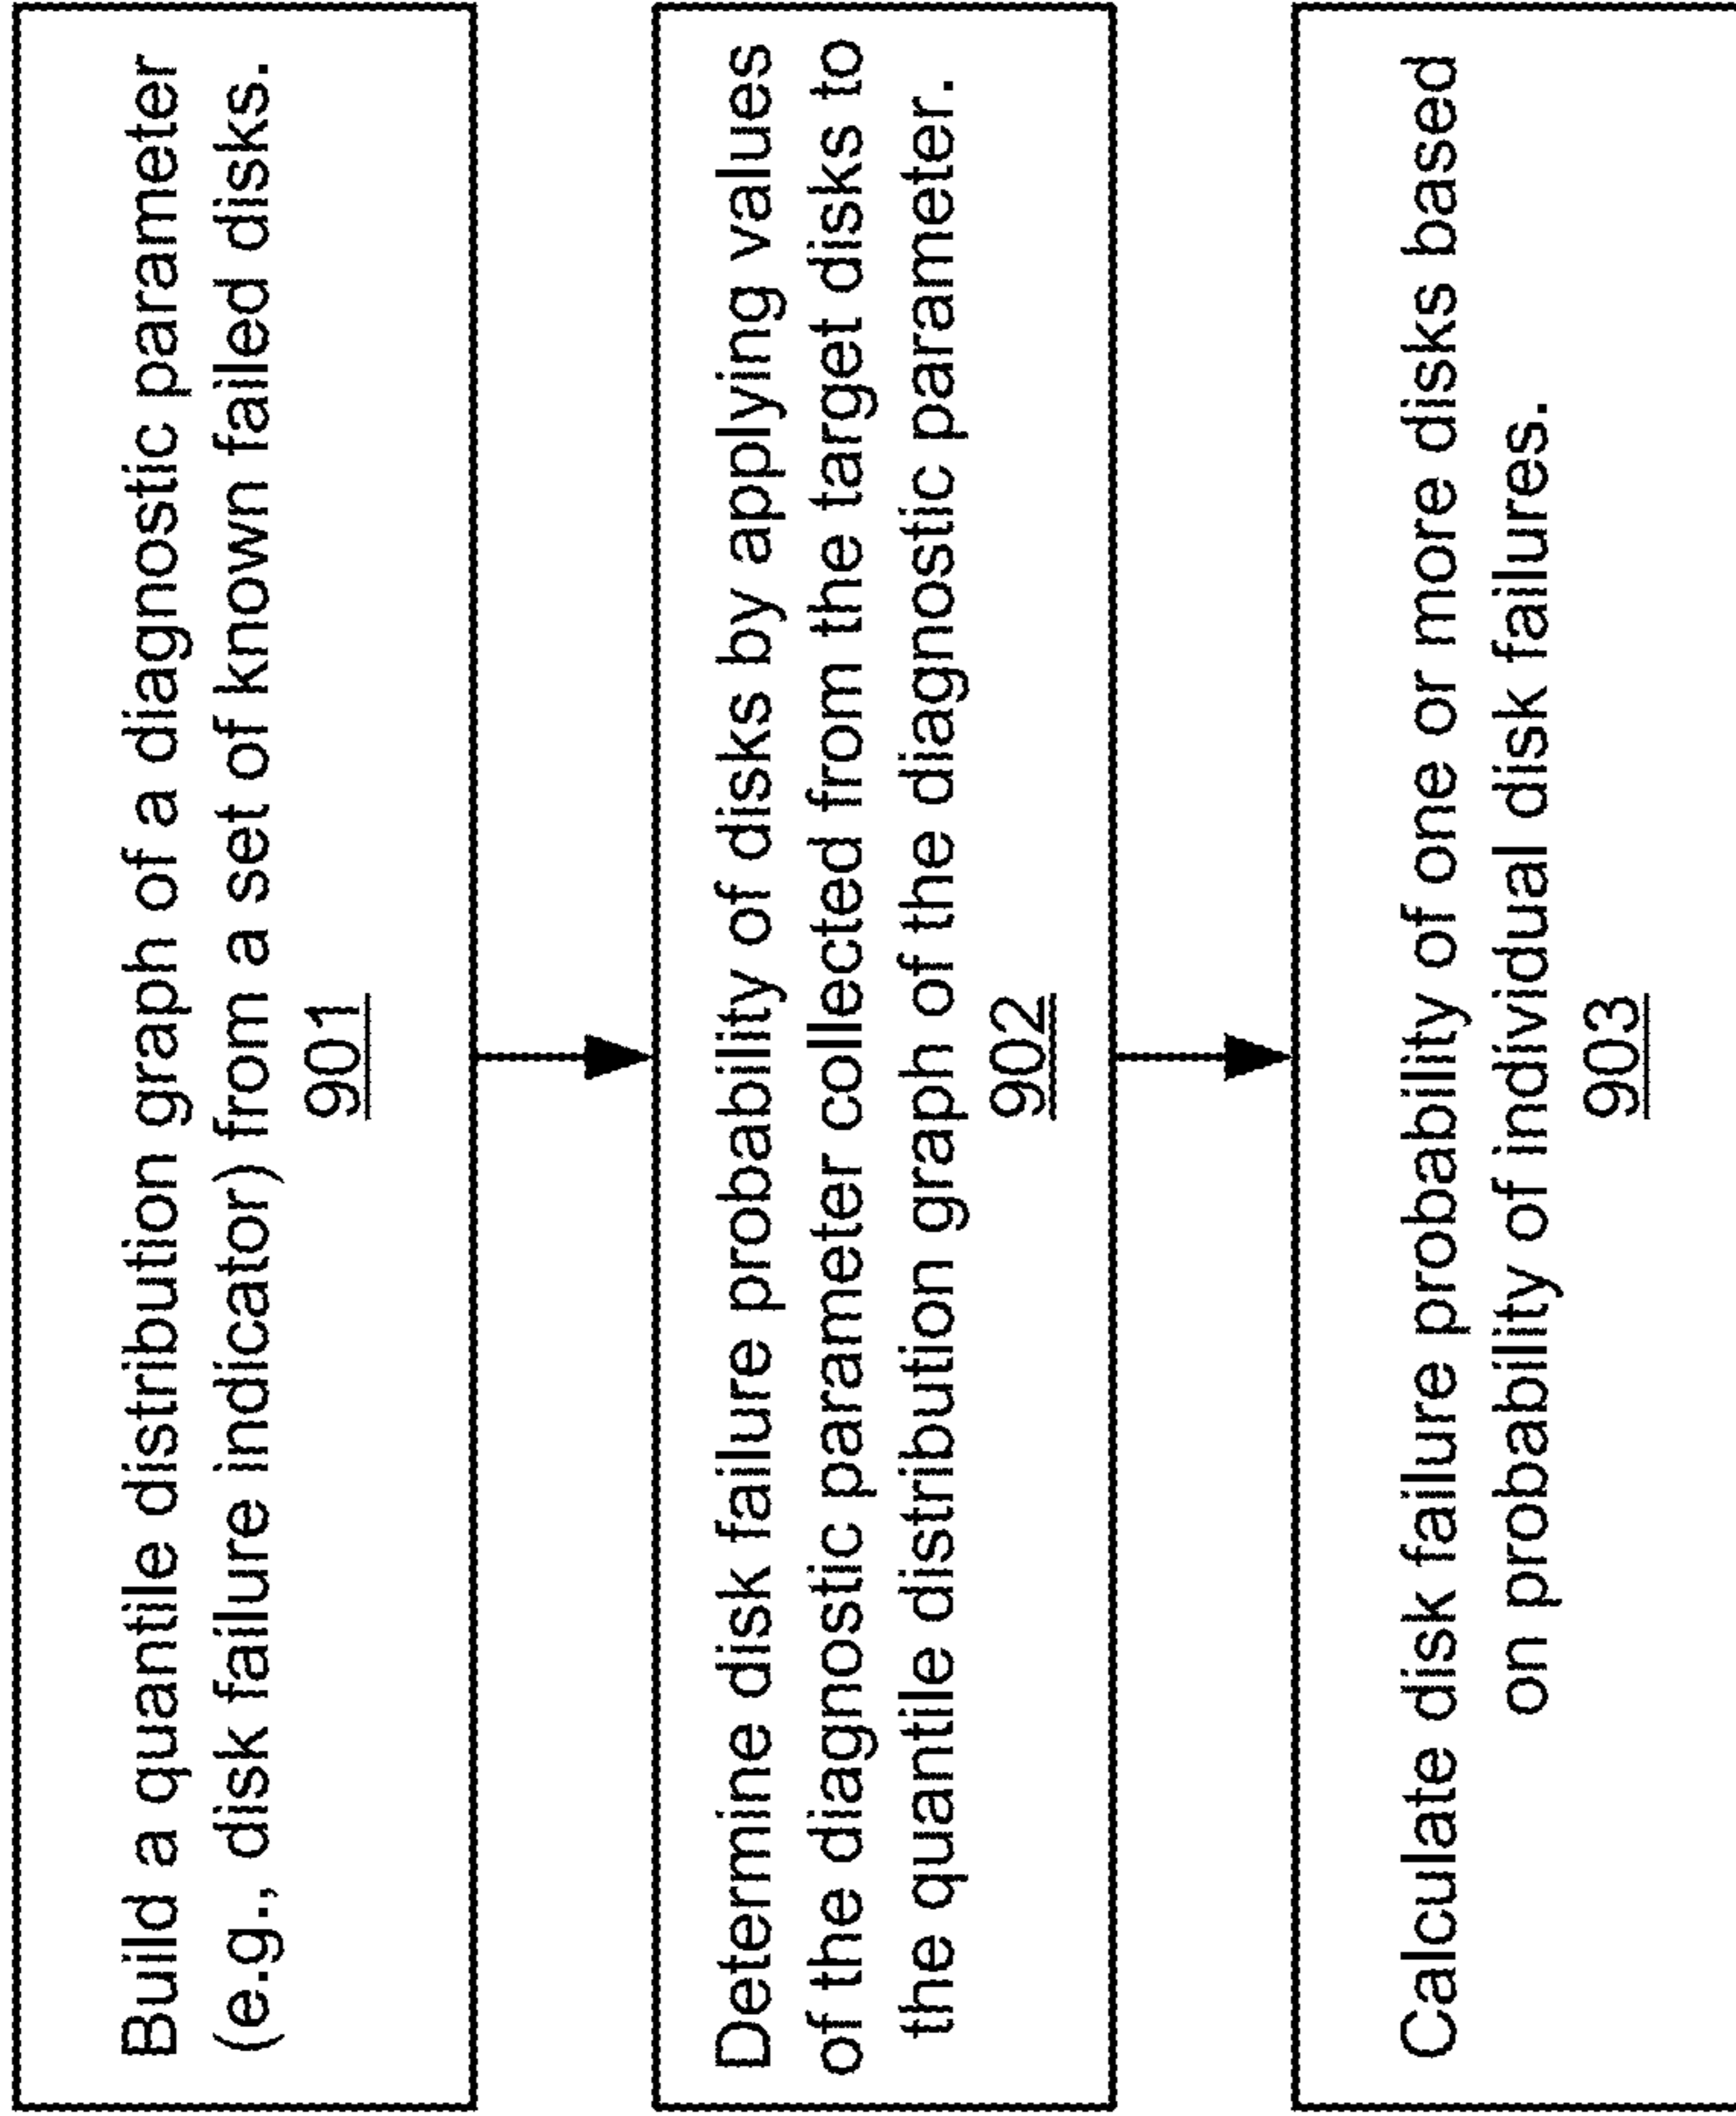 Build a quantile distribution graph of a diagnostic parameter
(e.g., disk failure indicator) from a set of known failed disks.
901
Determine disk failure probability of disks by applying values
of the diagnostic parameter collected from the target disks to
the quantile distribution graph of the diagnostic parameter.
902
Calculate disk failure probability of one or more disks based
on probability of individual disk failures.
903